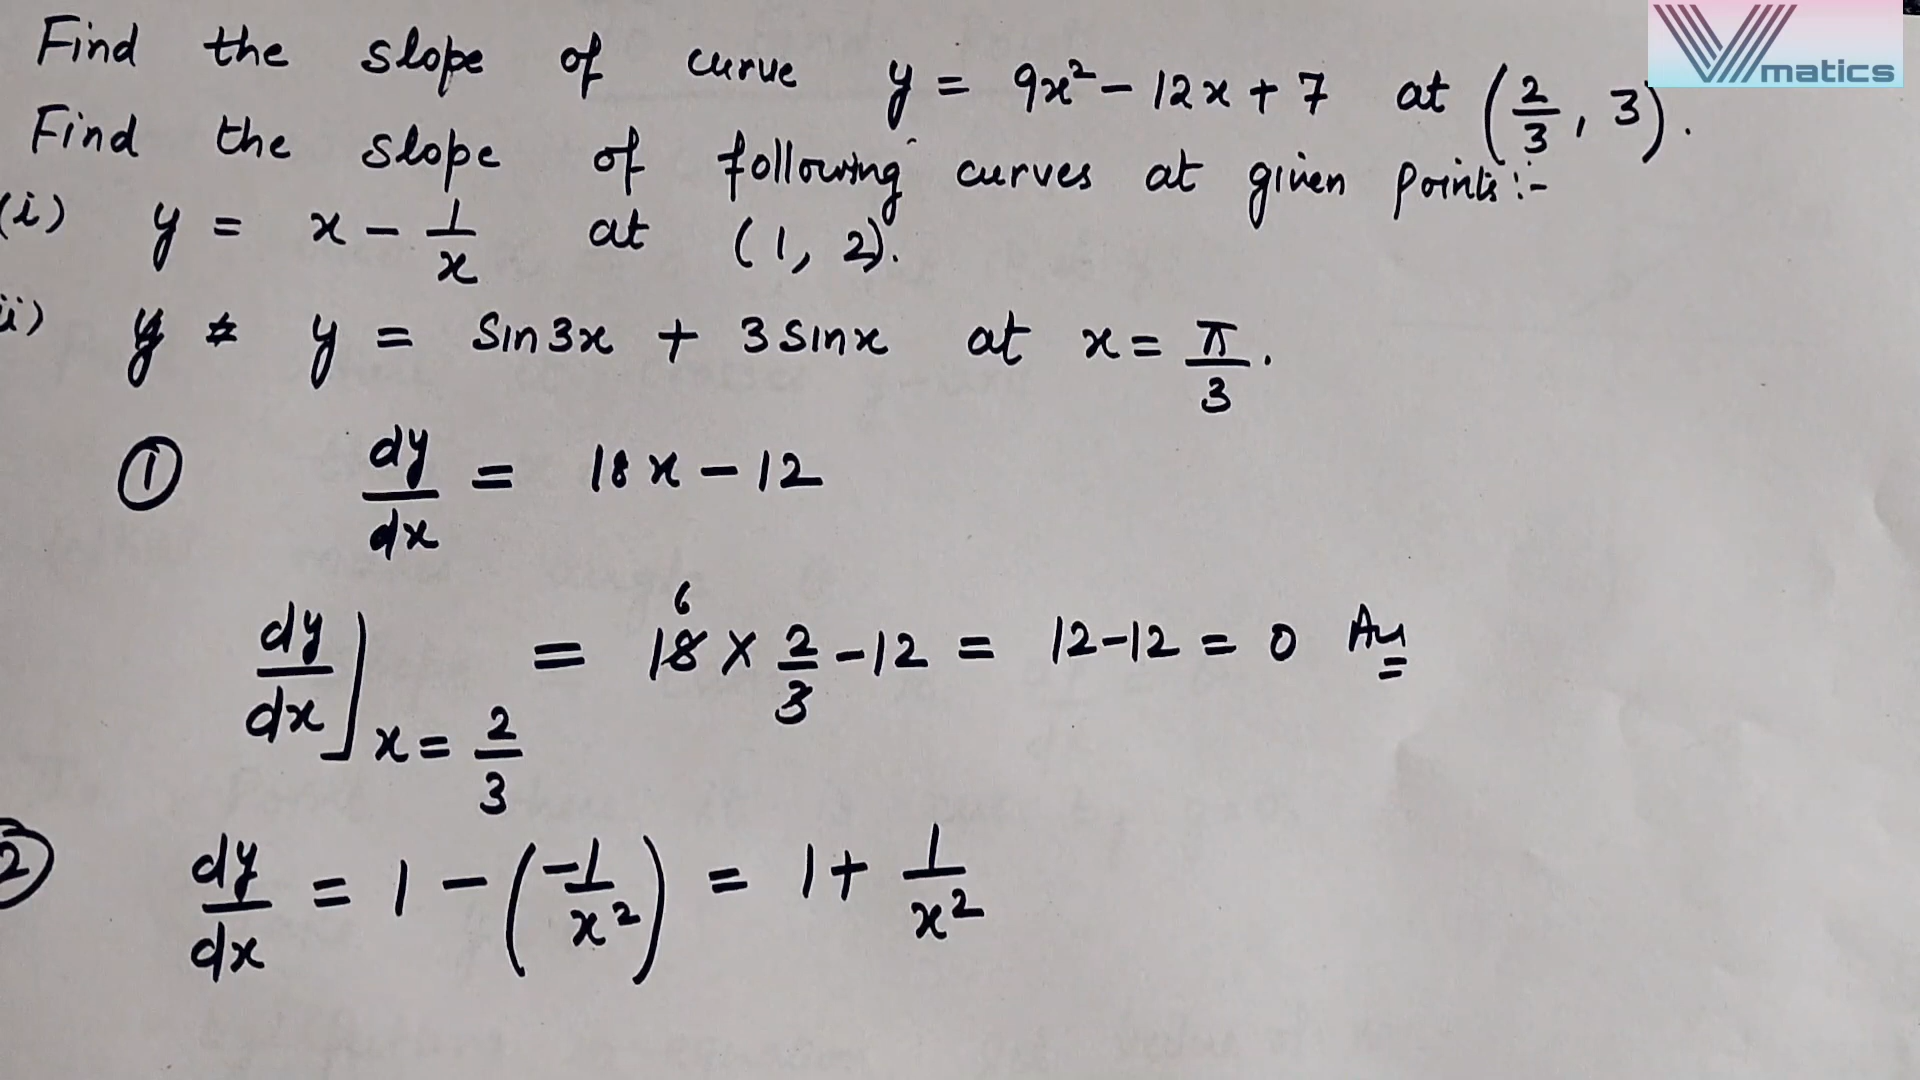 Vmatics
Find the slope of curve y = 9x² - 12x + 7 at (2/3, 3).
Find the slope of following curves at given points:-
(i) y = x - 1/x at (1, 2).
ii) y = sin3x + 3sinx at x = π/3.
① dy/dx = 18x - 12
dy/dx]x = 2/3 = 18 × 2/3 - 12 = 12 - 12 = 0 Ans
6
② dy/dx = 1 - (-1/x²) = 1 + 1/x²